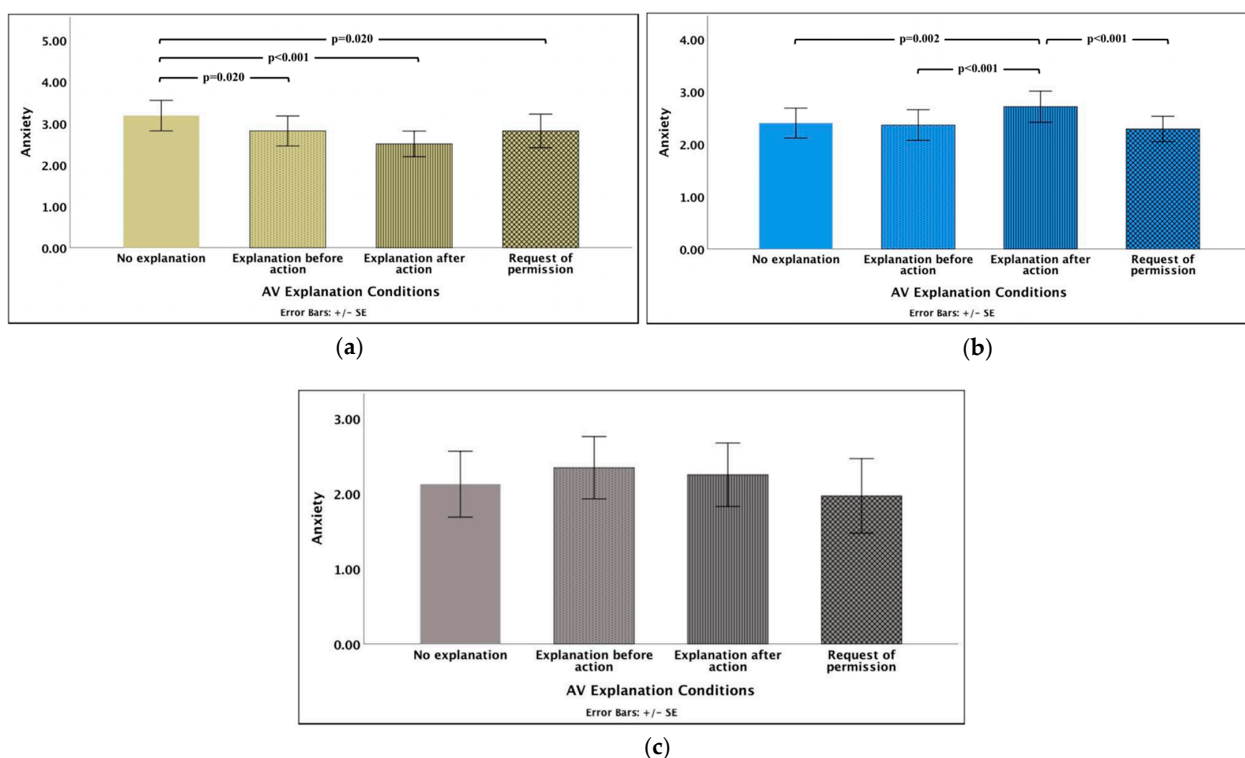 5.00
4.00
3.00
2.00
1.00
0.00
Anxiety
p=0.020
p<0.001
p=0.020
No explanation
Explanation before
action
Explanation after
action
Request of
permission
AV Explanation Conditions
Error Bars: +/- SE
(a)
4.00
3.00
2.00
1.00
0.00
Anxiety
p=0.002
p<0.001
p<0.001
No explanation
Explanation before
action
Explanation after
action
Request of
permission
AV Explanation Conditions
Error Bars: +/- SE
(b)
3.00
2.00
1.00
0.00
Anxiety
No explanation
Explanation before
action
Explanation after
action
Request of
permission
AV Explanation Conditions
Error Bars: +/- SE
(c)